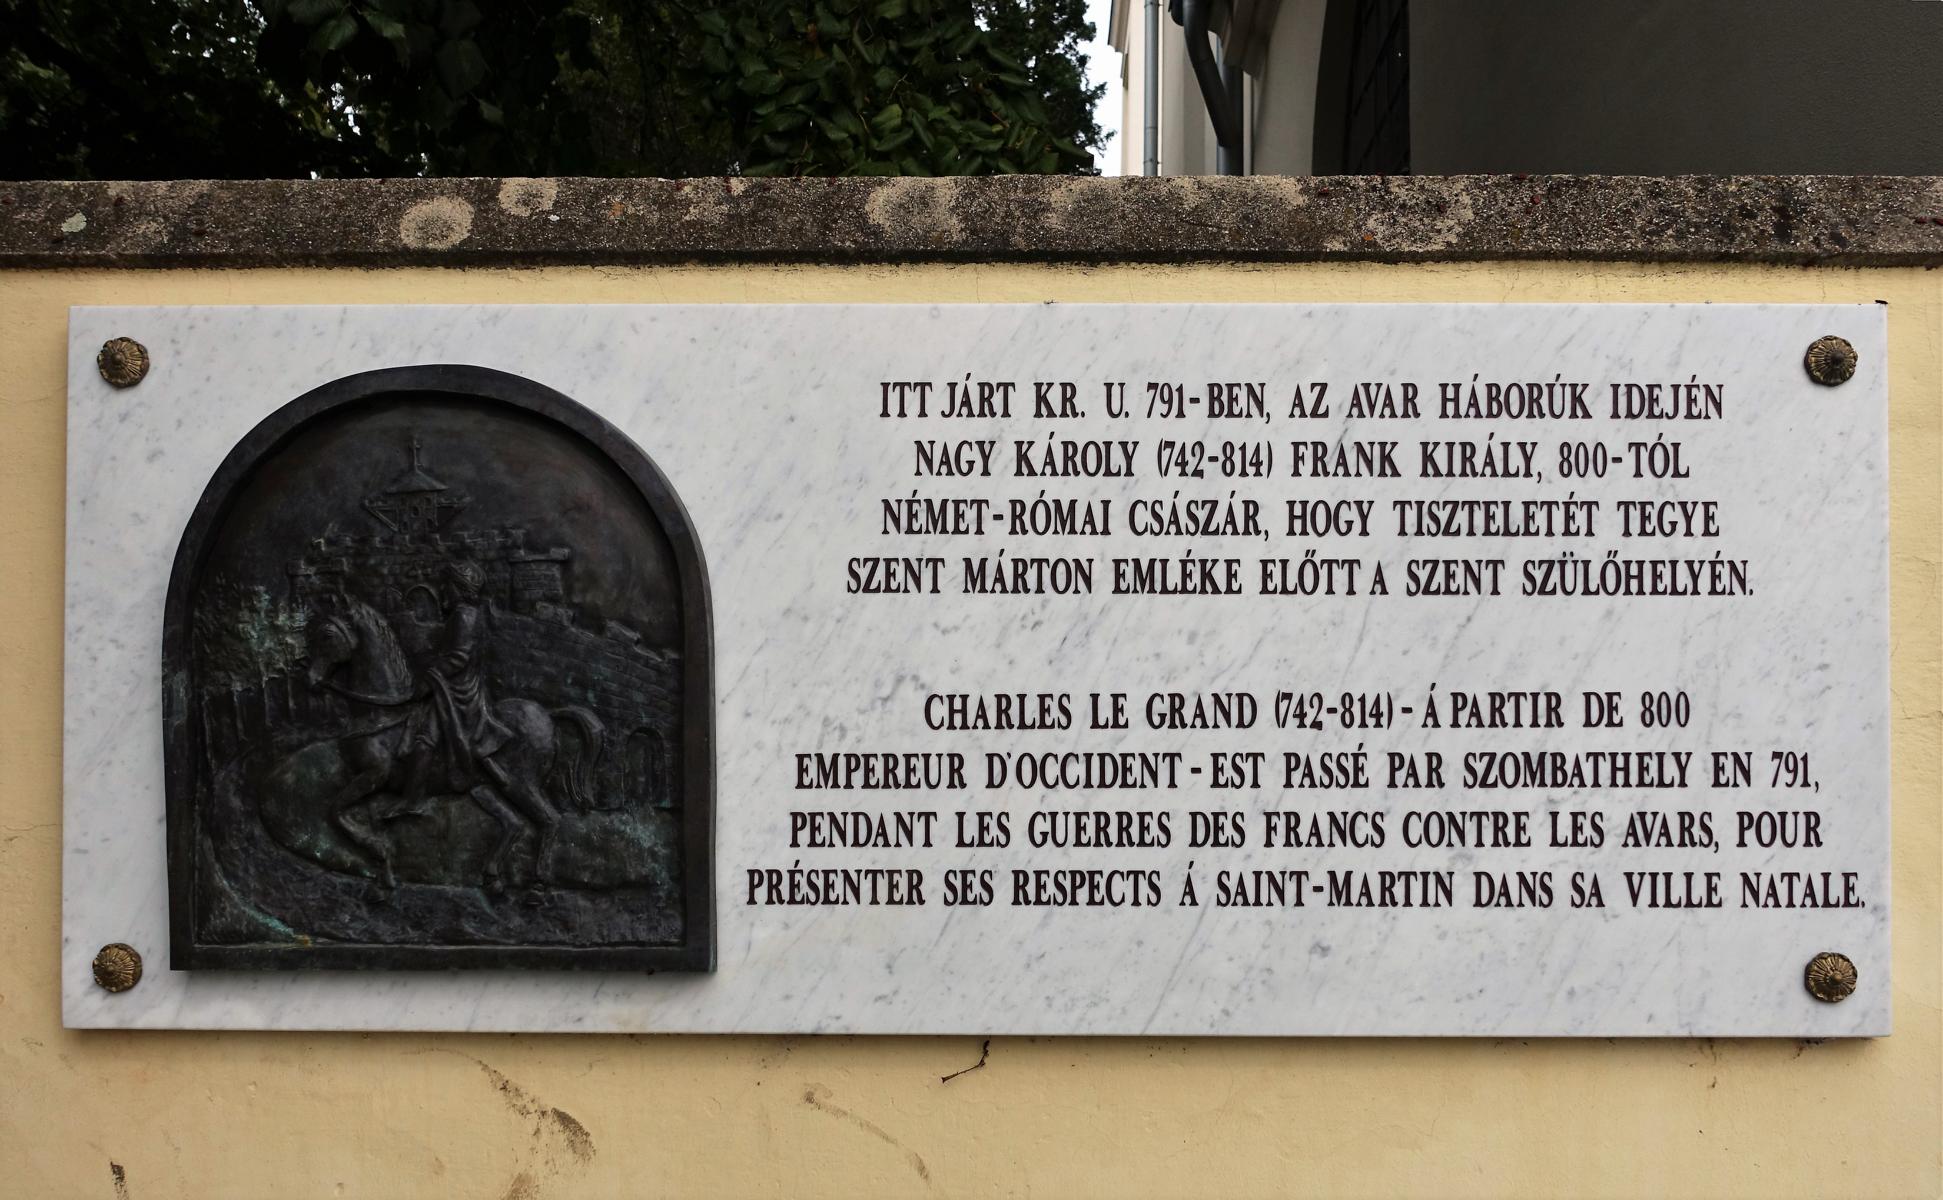 ITT JÁRT KR. U. 791-BEN, AZ AVAR HÁBORÚK IDEJÉN
NAGY KÁROLY (742-814) FRANK KIRÁLY, 800-TÓL
NÉMET-RÓMAI CSÁSZÁR, HOGY TISZTELETÉT TEGYE
SZENT MÁRTON EMLÉKE ELŐTT A SZENT SZÜLŐHELYÉN.
CHARLES LE GRAND (742-814) - Á PARTIR DE 800
EMPEREUR D'OCCIDENT - EST PASSÉ PAR SZOMBATHELY EN 791,
PENDANT LES GUERRES DES FRANCS CONTRE LES AVARS, POUR
PRÉSENTER SES RESPECTS Á SAINT-MARTIN DANS SA VILLE NATALE.